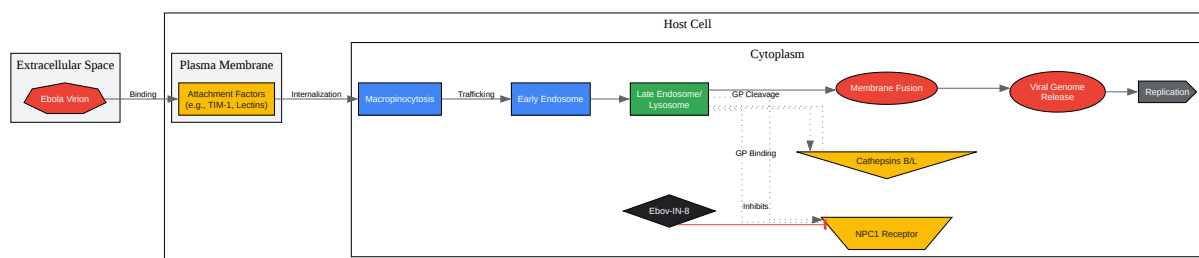 Host Cell
Extracellular Space
Plasma Membrane
Cytoplasm
Ebola Virion
Binding
Attachment Factors
(e.g., TIM-1, Lectins)
Internalization
Macropinocytosis
Trafficking
Early Endosome
Late Endosome/
Lysosome
GP Cleavage
Membrane Fusion
Viral Genome
Release
Replication
GP Binding
Cathepsins B/L
Ebov-IN-8
Inhibits
NPC1 Receptor